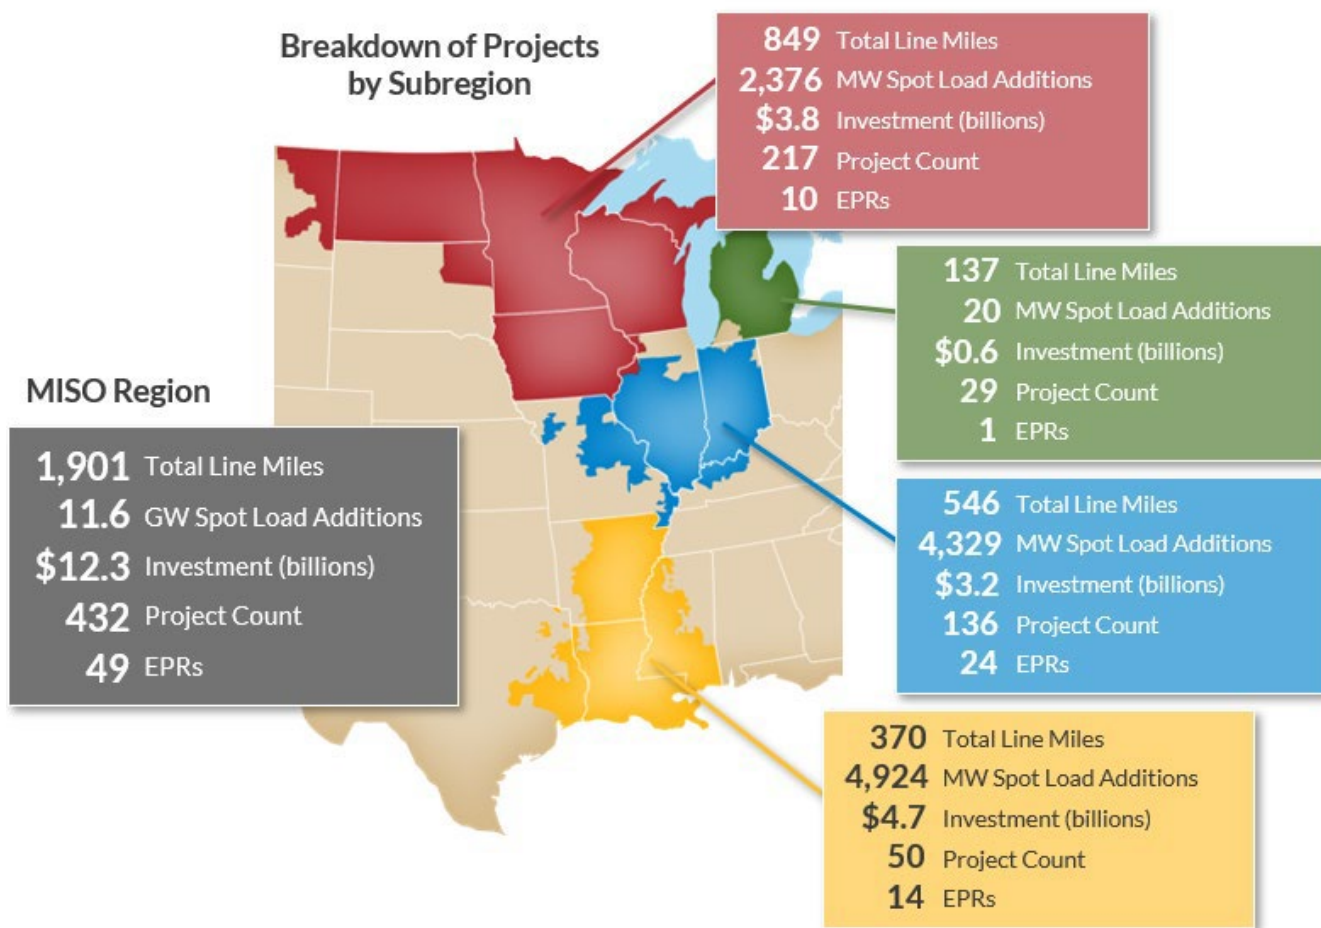 Breakdown of Projects
by Subregion
849 Total Line Miles
2,376 MW Spot Load Additions
$3.8 Investment (billions)
217 Project Count
10 EPRs
137 Total Line Miles
20 MW Spot Load Additions
$0.6 Investment (billions)
29 Project Count
1 EPRs
MISO Region
1,901 Total Line Miles
11.6 GW Spot Load Additions
$12.3 Investment (billions)
432 Project Count
49 EPRs
546 Total Line Miles
4,329 MW Spot Load Additions
$3.2 Investment (billions)
136 Project Count
24 EPRs
370 Total Line Miles
4,924 MW Spot Load Additions
$4.7 Investment (billions)
50 Project Count
14 EPRs